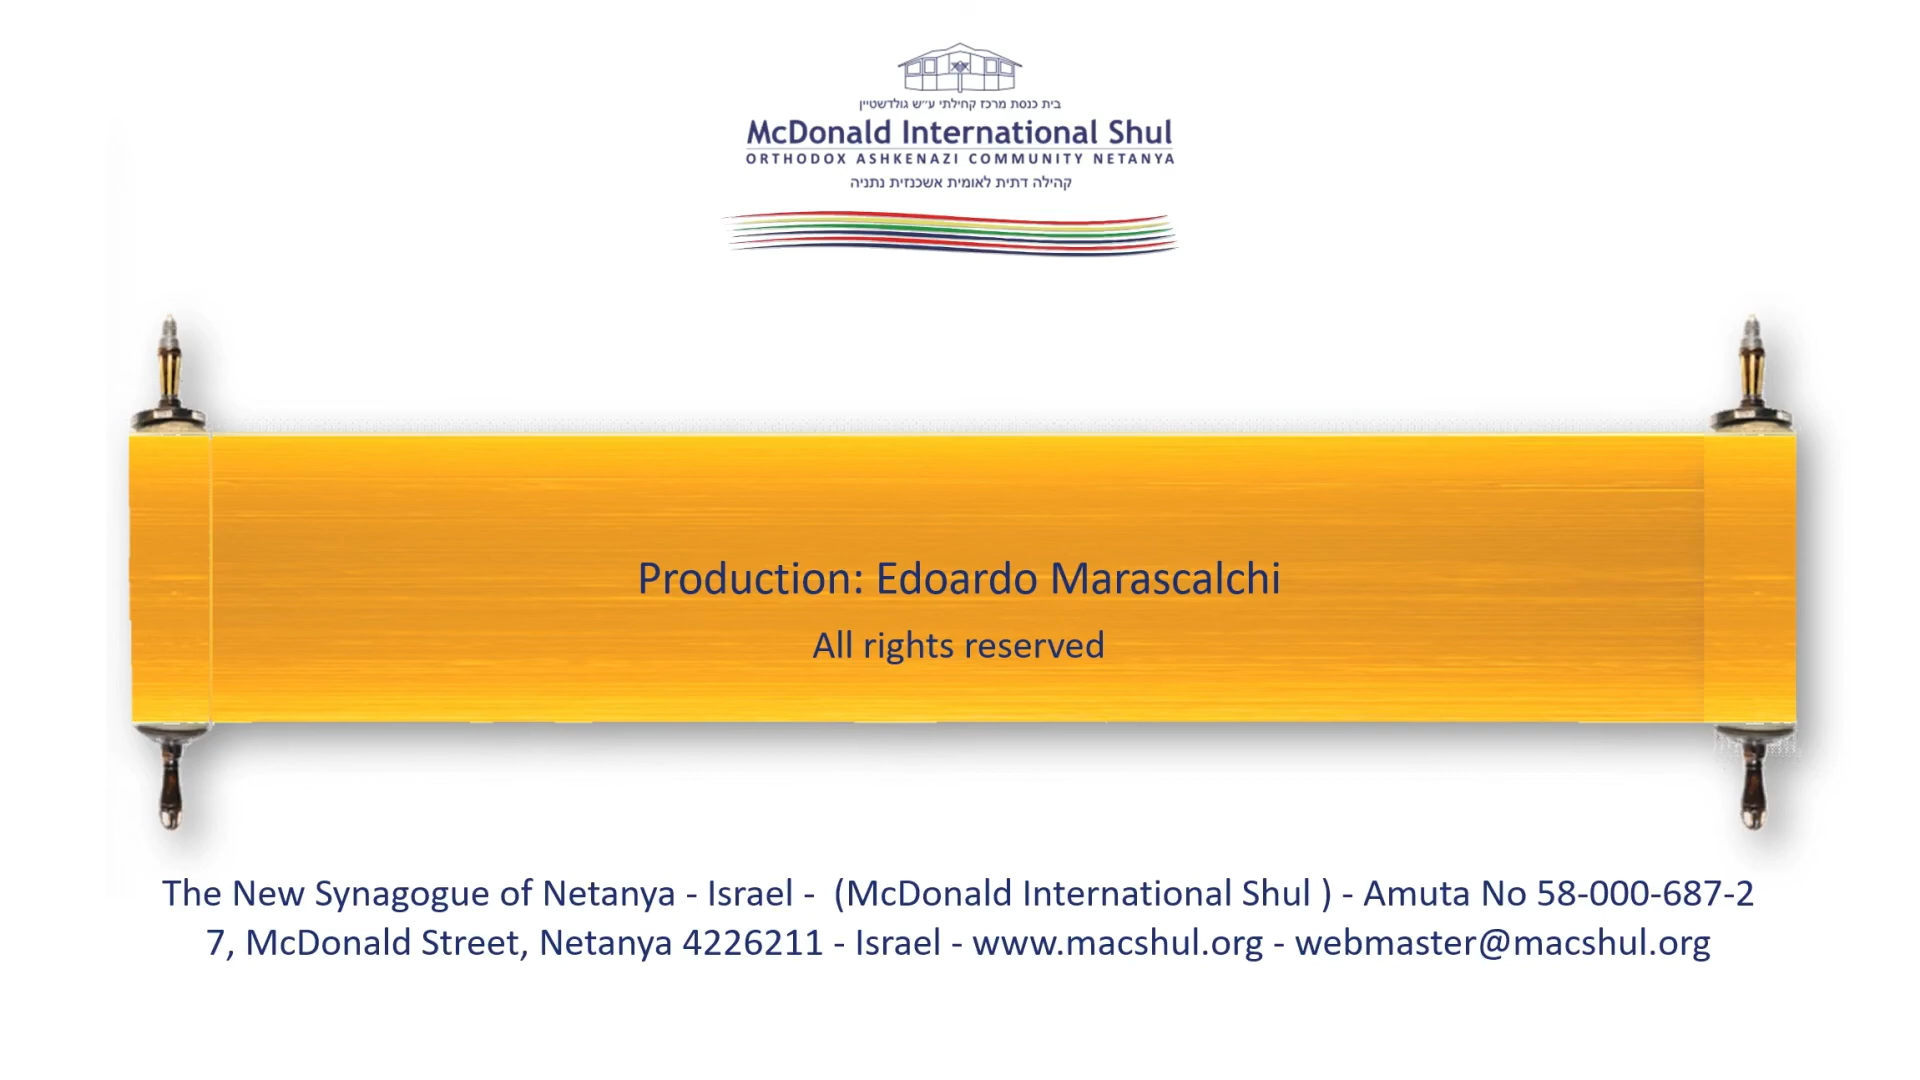 בית כנסת מרכז קהילתי ע״ש גולדשטיין
McDonald International Shul
ORTHODOX ASHKENAZI COMMUNITY NETANYA
קהילה דתית לאומית אשכנזית נתניה
Production: Edoardo Marascalchi
All rights reserved
The New Synagogue of Netanya - Israel -  (McDonald International Shul ) - Amuta No 58-000-687-2
7, McDonald Street, Netanya 4226211 - Israel - www.macshul.org - webmaster@macshul.org